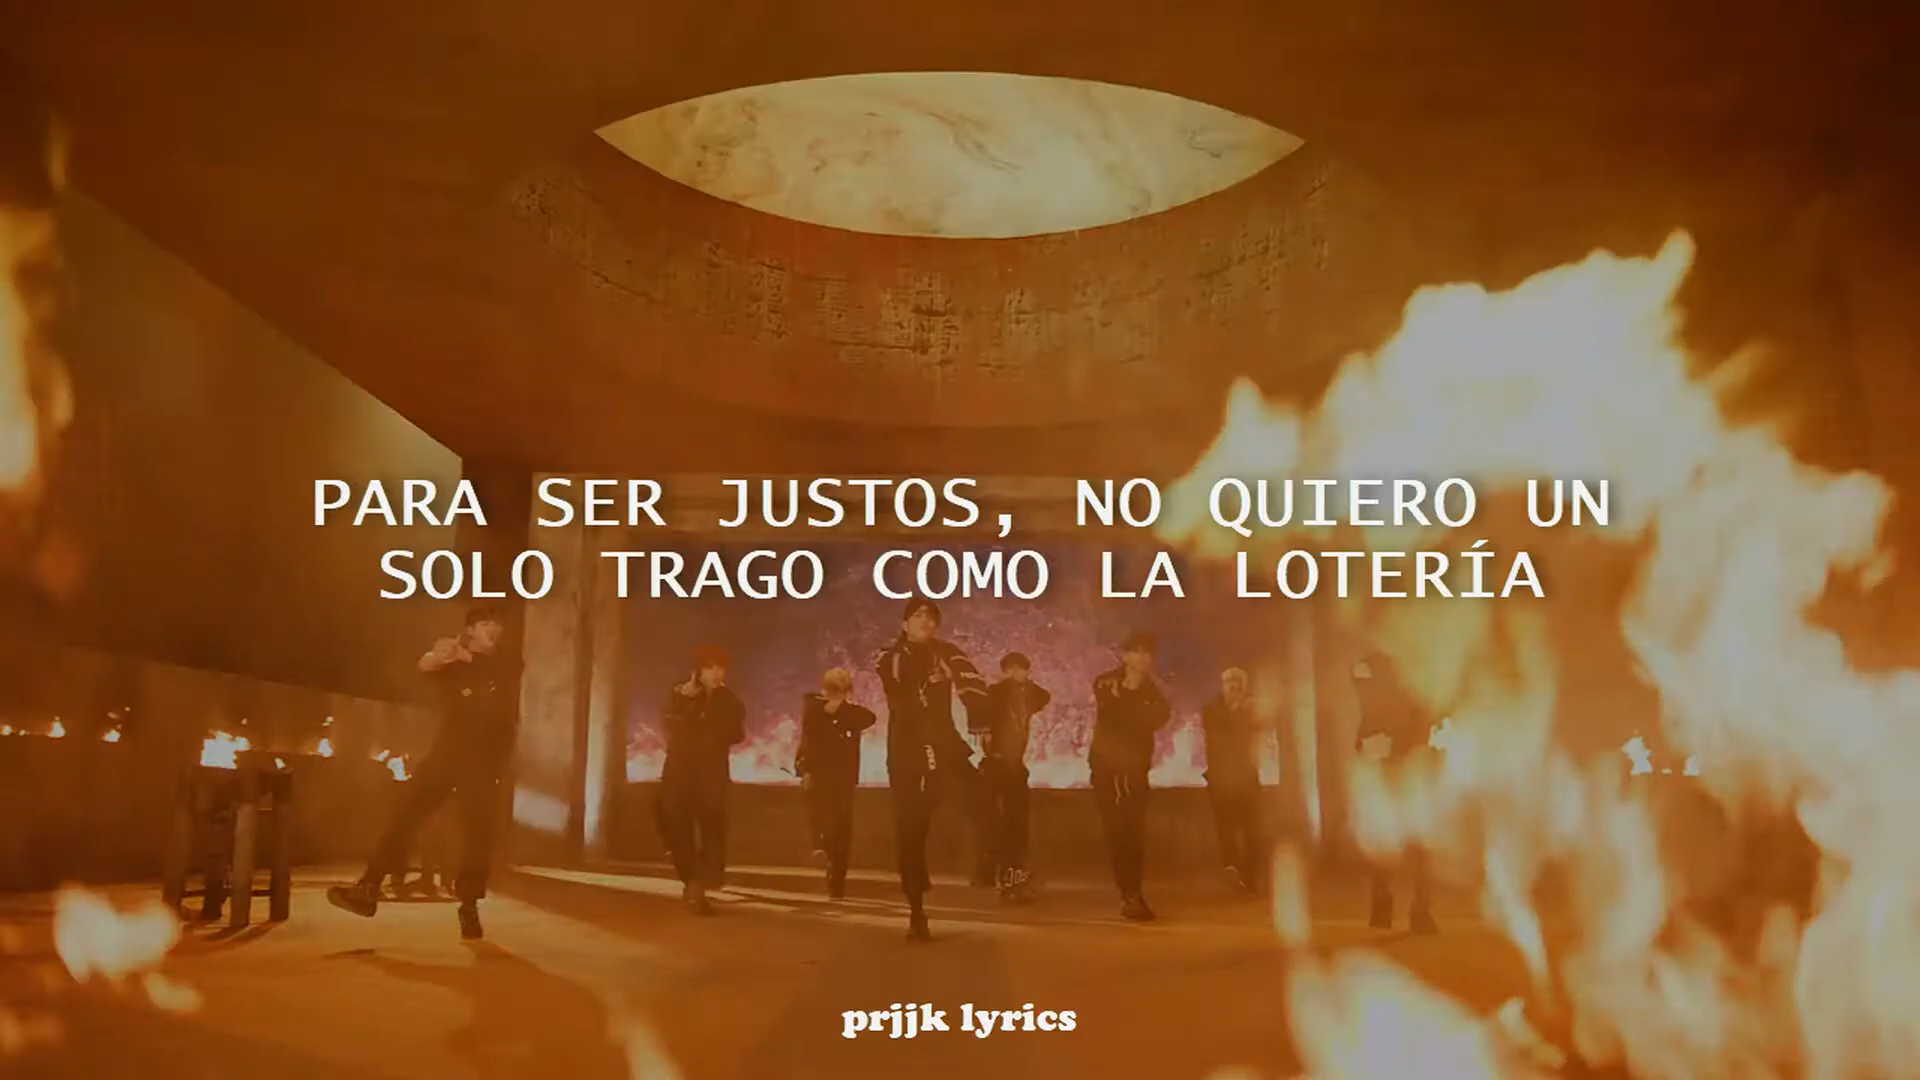 PARA SER JUSTOS, NO QUIERO UN
SOLO TRAGO COMO LA LOTERÍA
prjjk lyrics